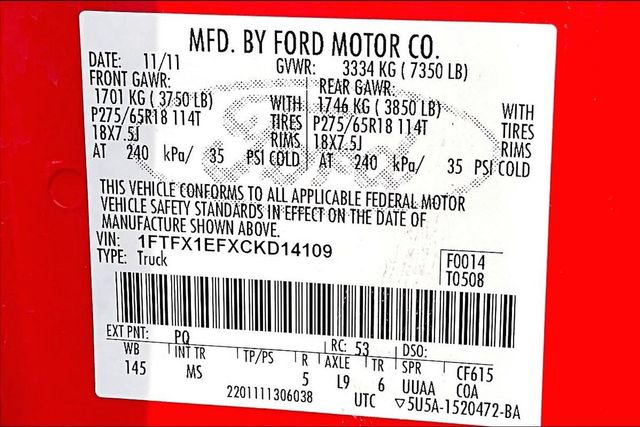 MFD. BY FORD MOTOR CO.
DATE: 11/11 GVWR: 3334 KG ( 7350 LB)
FRONT GAWR: REAR GAWR:
1701 KG ( 3750 LB) WITH 1746 KG ( 3850 LB) WITH
P275/65R18 114T TIRES P275/65R18 114T TIRES
18X7.5J RIMS 18X7.5J RIMS
AT 240 kPa/ 35 PSI COLD AT 240 kPa/ 35 PSI COLD
THIS VEHICLE CONFORMS TO ALL APPLICABLE FEDERAL MOTOR
VEHICLE SAFETY STANDARDS IN EFFECT ON THE DATE OF
MANUFACTURE SHOWN ABOVE.
VIN: 1FTFX1EFXCKD14109
TYPE: Truck
F0014
T0508
EXT PNT: PQ RC: 53 DSO:
WB INT TR TP/PS R AXLE TR SPR CF615
145 MS 5 L9 6 UUAA COA
2201111306038 UTC ▽5U5A-1520472-BA
Ford